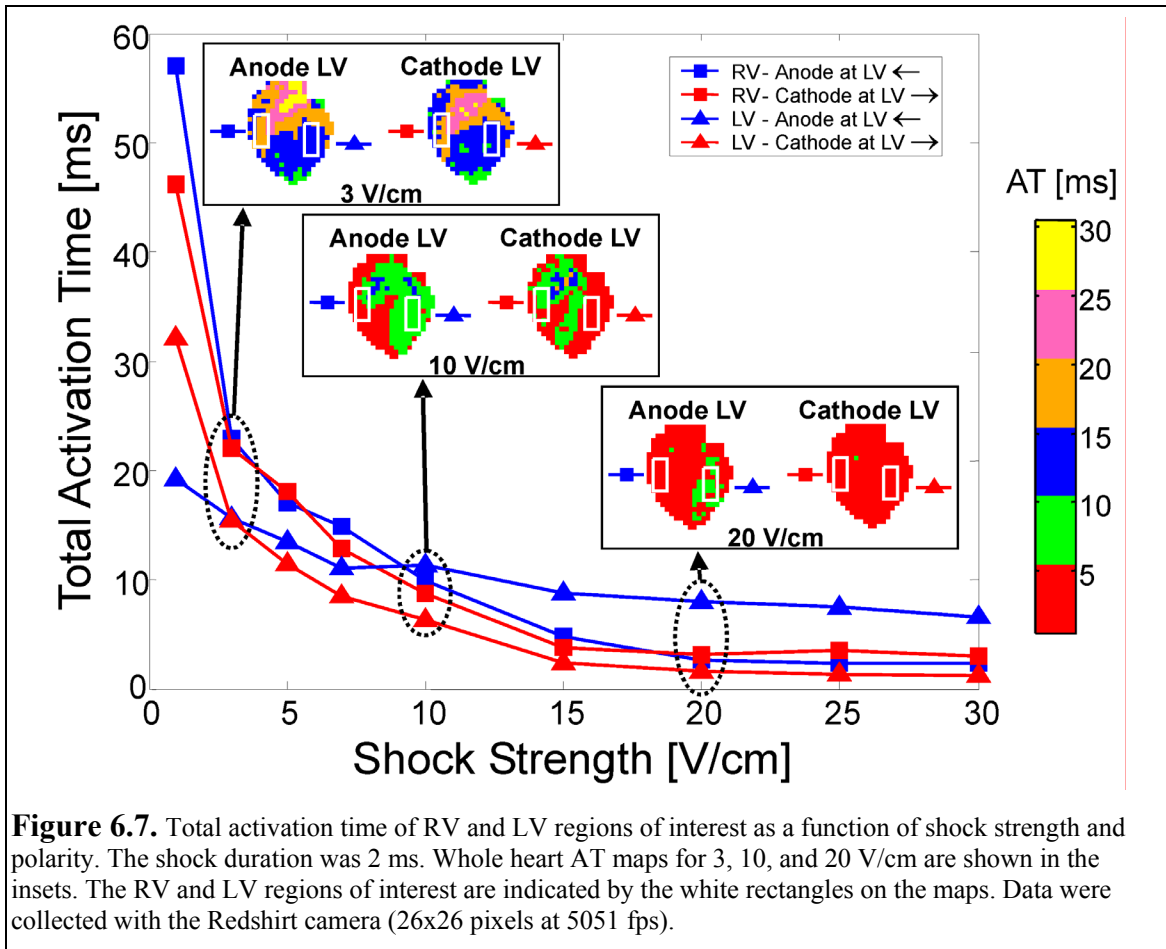 60
50
40
30
20
10
0
Total Activation Time [ms]
0 5 10 15 20 25 30
Shock Strength [V/cm]
Anode LV Cathode LV
3 V/cm
Anode LV Cathode LV
10 V/cm
Anode LV Cathode LV
20 V/cm
RV- Anode at LV ←
RV- Cathode at LV →
LV - Anode at LV ←
LV - Cathode at LV →
AT [ms]
30
25
20
15
10
5
Figure 6.7. Total activation time of RV and LV regions of interest as a function of shock strength and
polarity. The shock duration was 2 ms. Whole heart AT maps for 3, 10, and 20 V/cm are shown in the
insets. The RV and LV regions of interest are indicated by the white rectangles on the maps. Data were
collected with the Redshirt camera (26x26 pixels at 5051 fps).